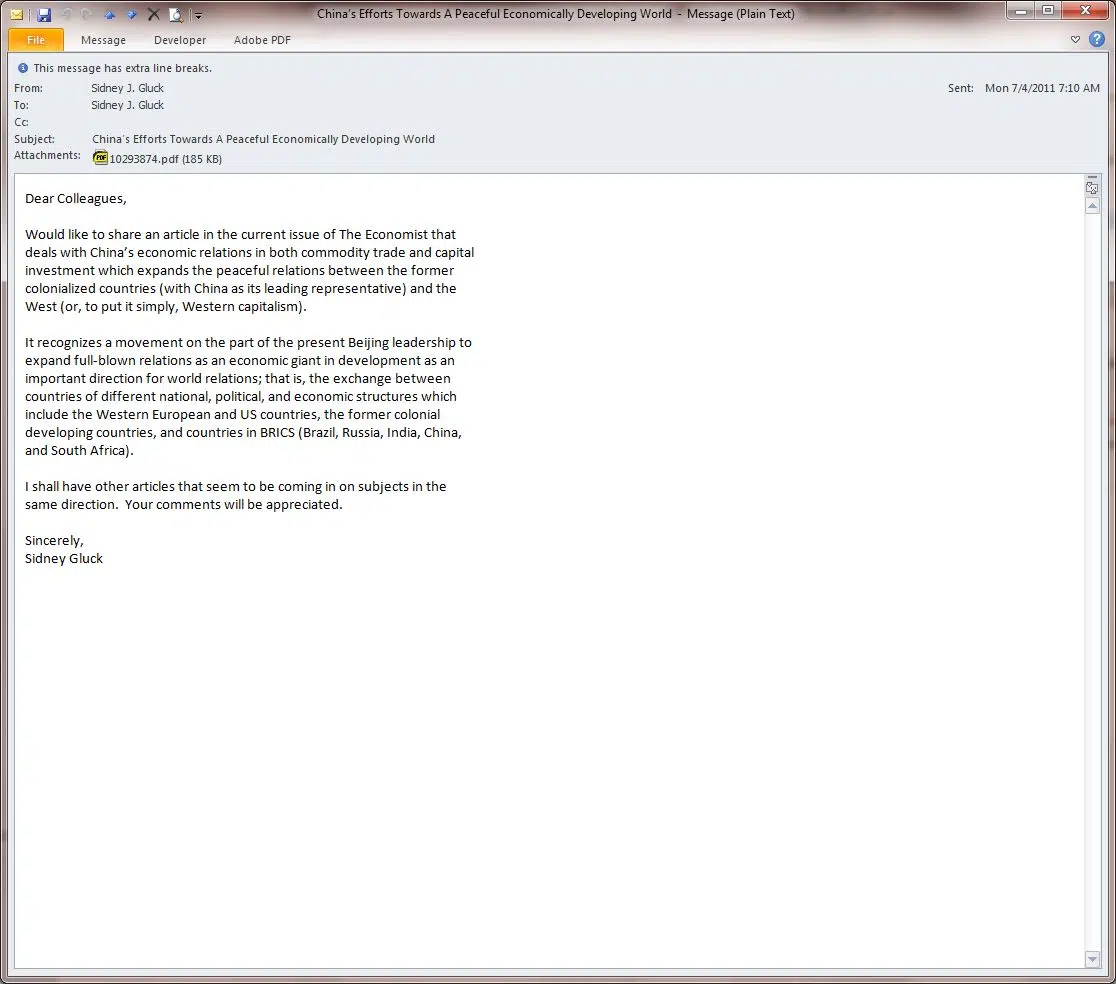 China's Efforts Towards A Peaceful Economically Developing World - Message (Plain Text)
File Message Developer Adobe PDF
This message has extra line breaks.
From: Sidney J. Gluck Sent: Mon 7/4/2011 7:10 AM
To: Sidney J. Gluck
Cc:
Subject: China's Efforts Towards A Peaceful Economically Developing World
Attachments: PDF 10293874.pdf (185 KB)
Dear Colleagues,
Would like to share an article in the current issue of The Economist that
deals with China's economic relations in both commodity trade and capital
investment which expands the peaceful relations between the former
colonialized countries (with China as its leading representative) and the
West (or, to put it simply, Western capitalism).
It recognizes a movement on the part of the present Beijing leadership to
expand full-blown relations as an economic giant in development as an
important direction for world relations; that is, the exchange between
countries of different national, political, and economic structures which
include the Western European and US countries, the former colonial
developing countries, and countries in BRICS (Brazil, Russia, India, China,
and South Africa).
I shall have other articles that seem to be coming in on subjects in the
same direction.  Your comments will be appreciated.
Sincerely,
Sidney Gluck